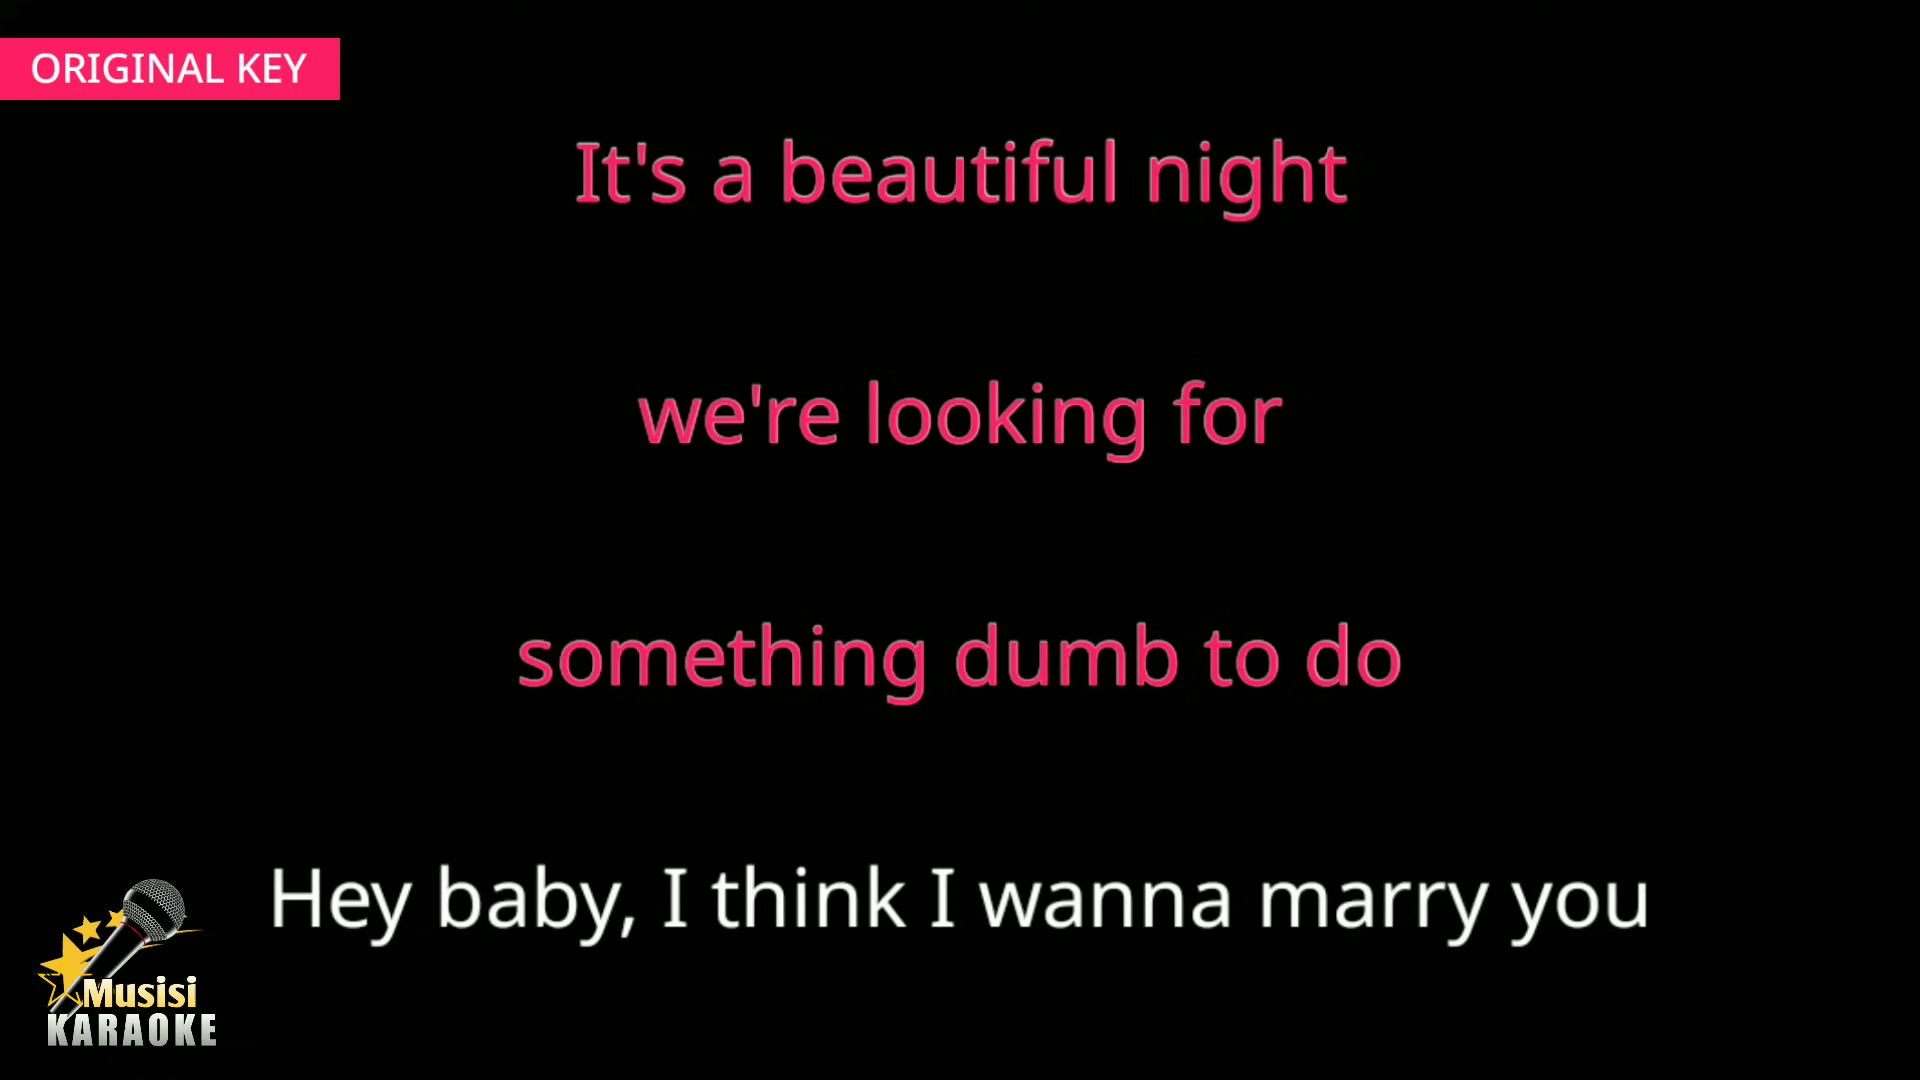 ORIGINAL KEY
It's a beautiful night
we're looking for
something dumb to do
Hey baby, I think I wanna marry you
Musisi
KARAOKE